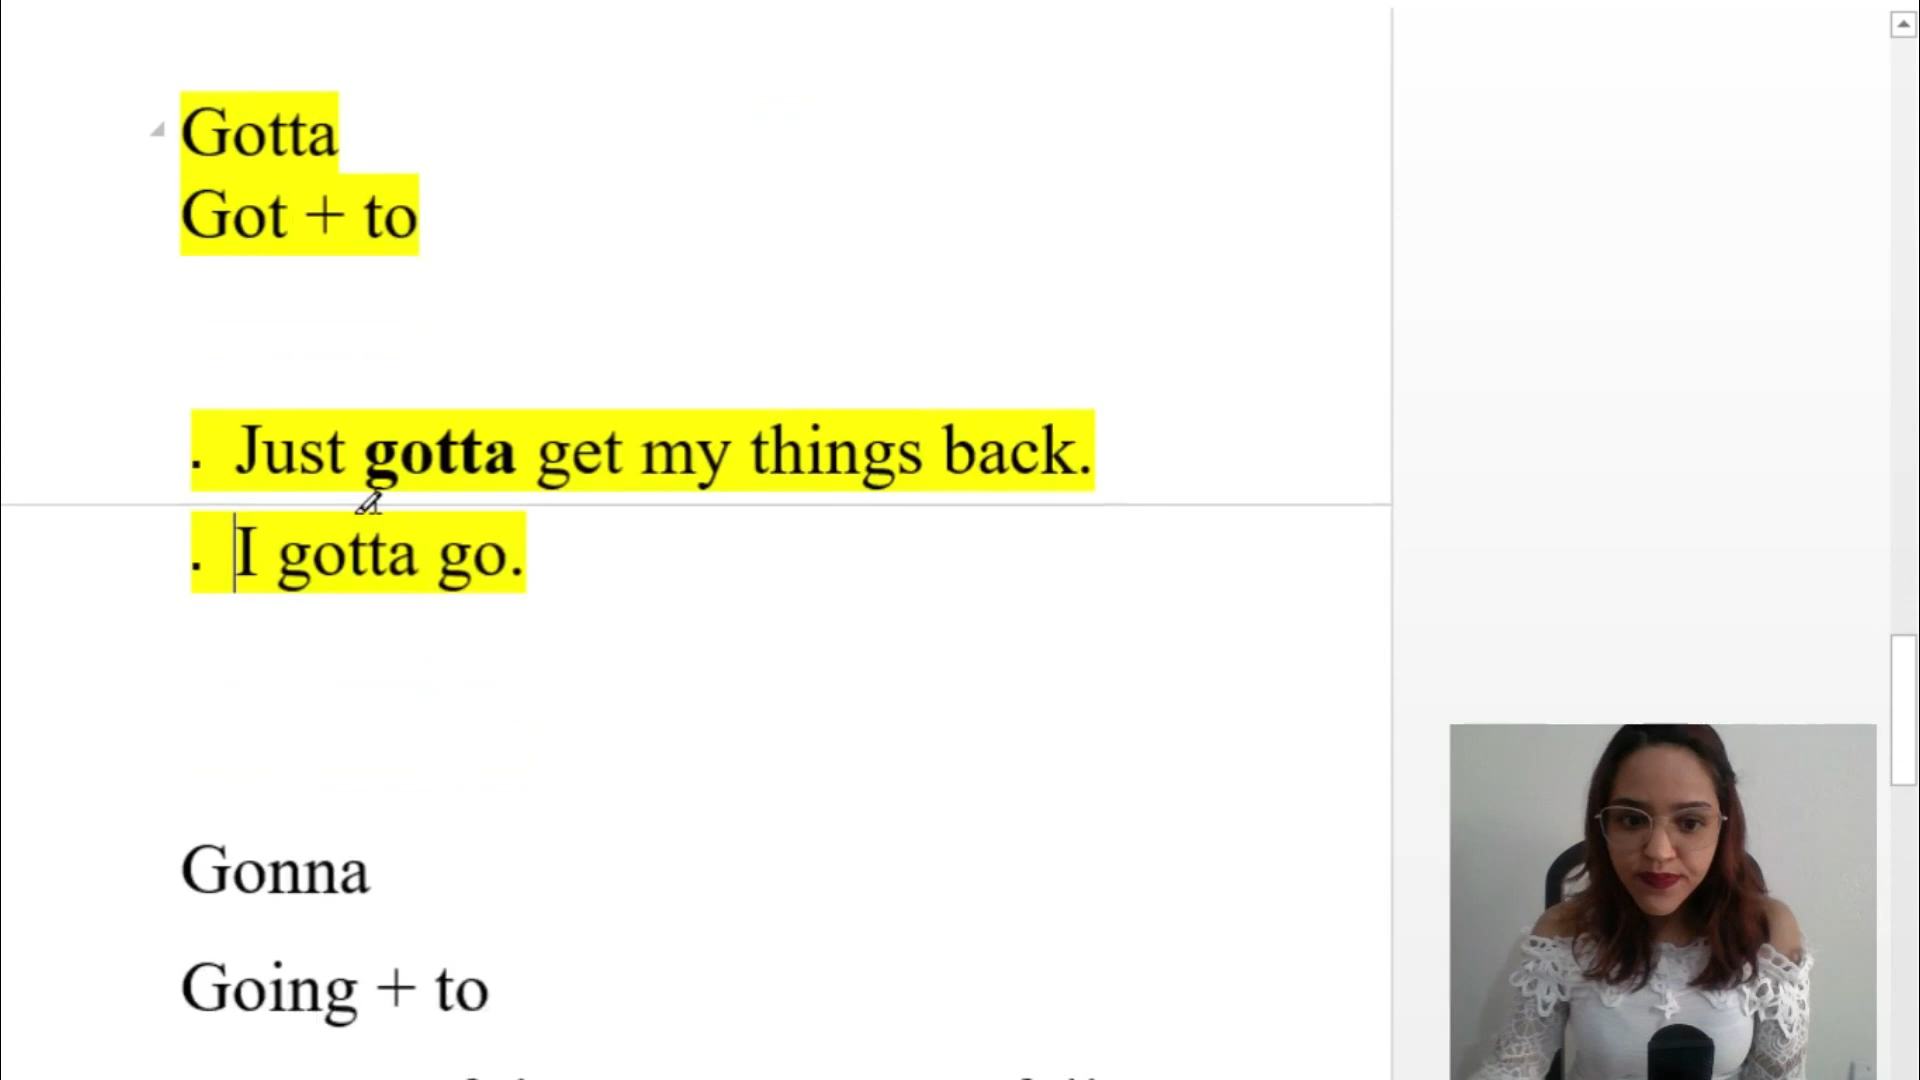 Gotta
Got + to
. Just gotta get my things back.
. I gotta go.
Gonna
Going + to